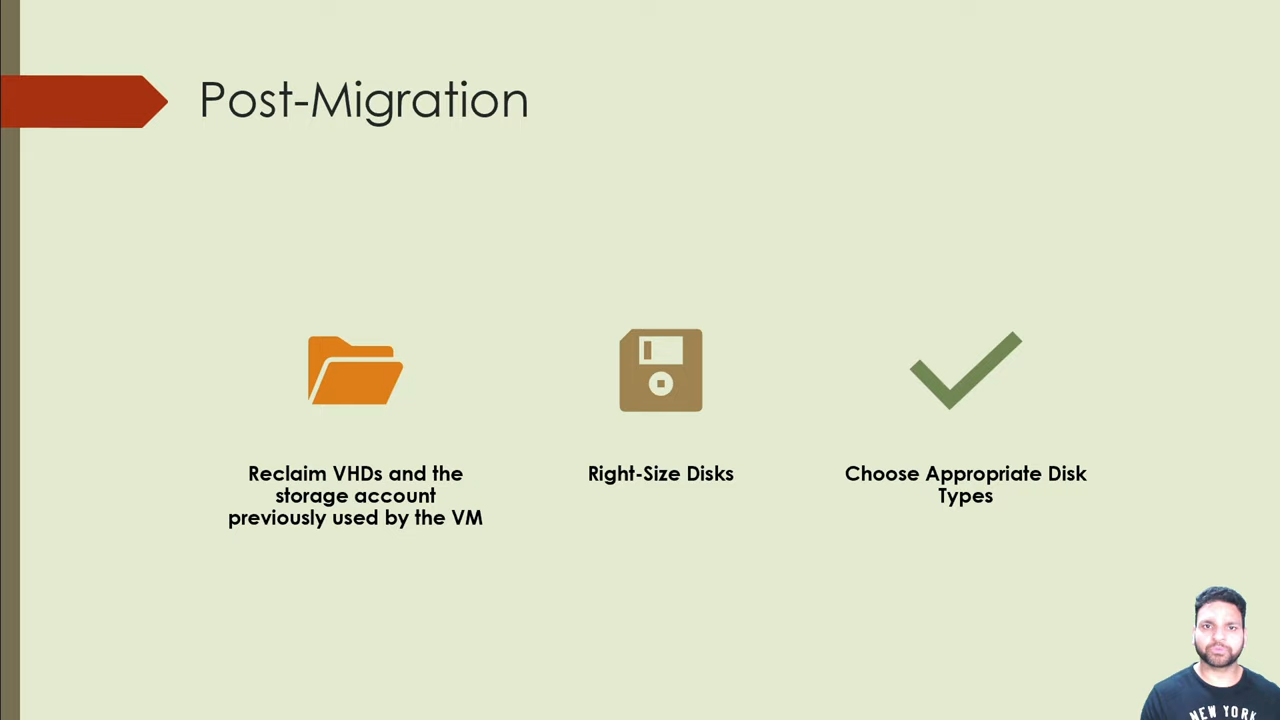 Post-Migration
Reclaim VHDs and the
storage account
previously used by the VM
Right-Size Disks
Choose Appropriate Disk
Types
NEW YORK